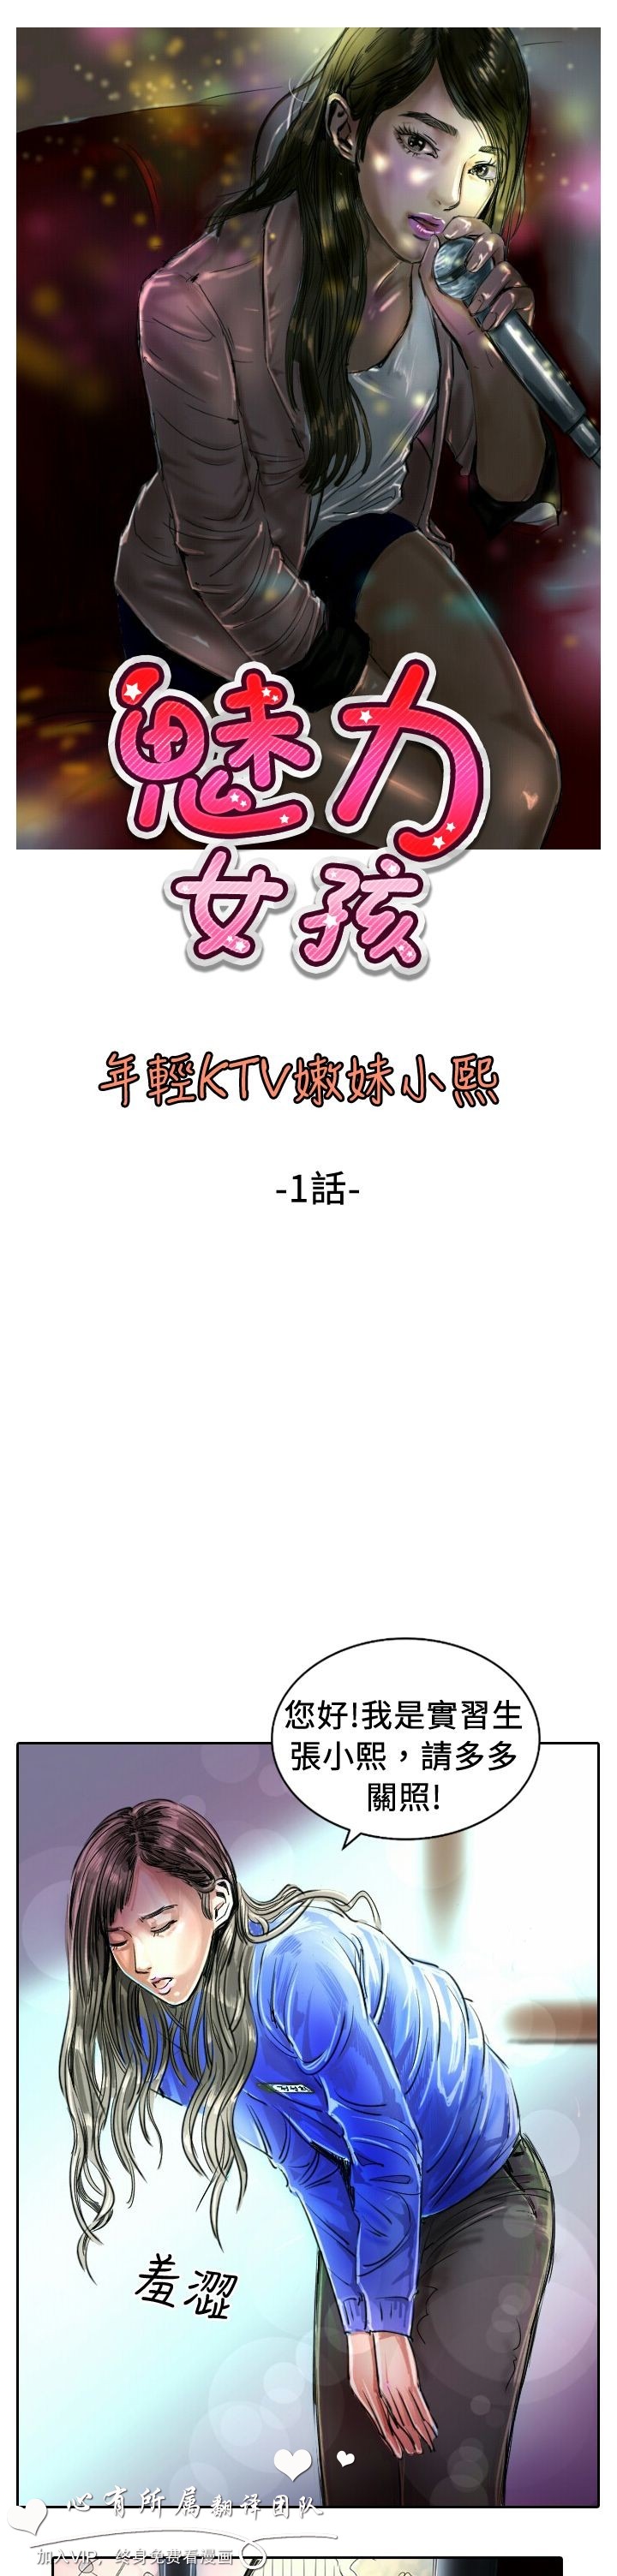 魅力
女孩
年輕KTV嫩妹小熙
-1話-
您好!我是實習生
張小熙，請多多
關照!
羞澀
心有所属翻译团队
加入VIP，终身免费看漫画